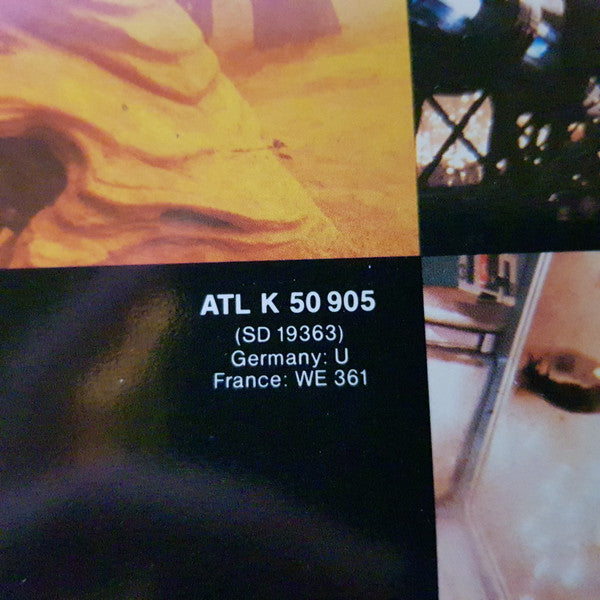 ATL K 50 905
(SD 19363)
Germany: U
France: WE 361